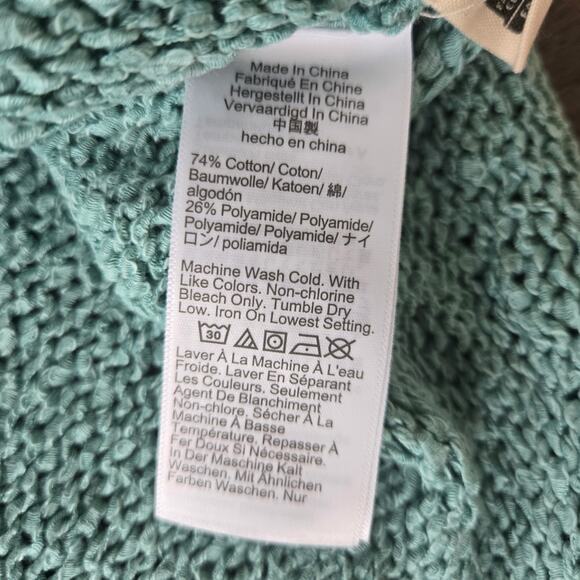 Made In China
Fabriqué En Chine
Hergestellt In China
Vervaardigd In China
中国製
hecho en china
74% Cotton/ Coton/
Baumwolle/ Katoen/ 綿/
algodón
26% Polyamide/ Polyamide/
Polyamide/ Polyamide/ ナイ
ロン/ poliamida
Machine Wash Cold. With
Like Colors. Non-chlorine
Bleach Only. Tumble Dry
Low. Iron On Lowest Setting.
30
Laver À La Machine À L'eau
Froide. Laver En Séparant
Les Couleurs. Seulement
Agent De Blanchiment
Non-chlore. Sécher À La
Machine À Basse
Température. Repasser À
Fer Doux Si Nécessaire.
In Der Maschine Kalt
Waschen. Mit Ähnlichen
Farben Waschen. Nur